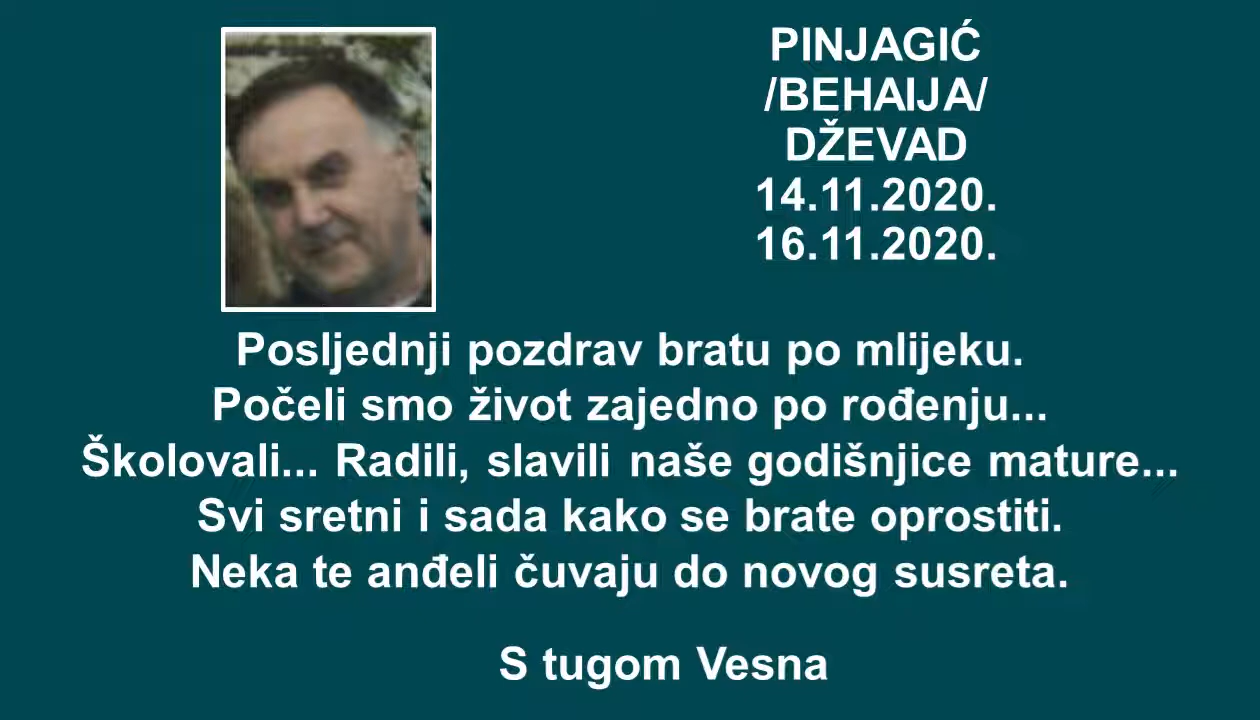 PINJAGIĆ
/BEHAIJA/
DŽEVAD
14.11.2020.
16.11.2020.
Posljednji pozdrav bratu po mlijeku.
Počeli smo život zajedno po rođenju...
Školovali... Radili, slavili naše godišnjice mature...
Svi sretni i sada kako se brate oprostiti.
Neka te anđeli čuvaju do novog susreta.
S tugom Vesna